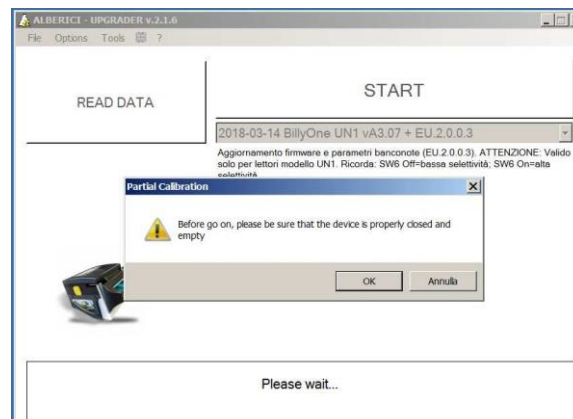 ALBERICI - UPGRADER v.2.1.6
File Options Tools ?
READ DATA
START
2018-03-14 BillyOne UN1 vA3.07 + EU.2.0.0.3
Aggiornamento firmware e parametri banconote (EU.2.0.0.3). ATTENZIONE: Valido
solo per lettori modello UN1. Ricorda: SW6 Off=bassa selettività; SW6 On=alta
selettività
Partial Calibration
Before go on, please be sure that the device is properly closed and
empty
OK Annulla
Please wait...